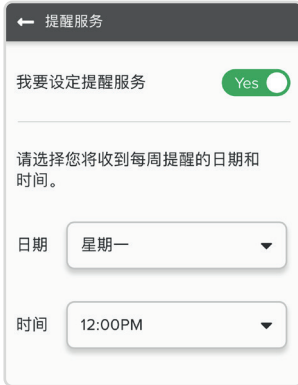 提醒服务
我要设定提醒服务 Yes
请选择您将收到每周提醒的日期和
时间。
日期 星期一
时间 12:00PM